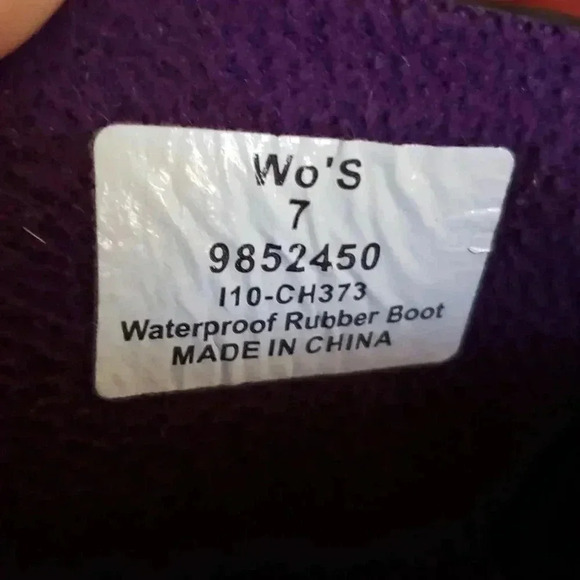 Wo'S
7
9852450
I10-CH373
Waterproof Rubber Boot
MADE IN CHINA